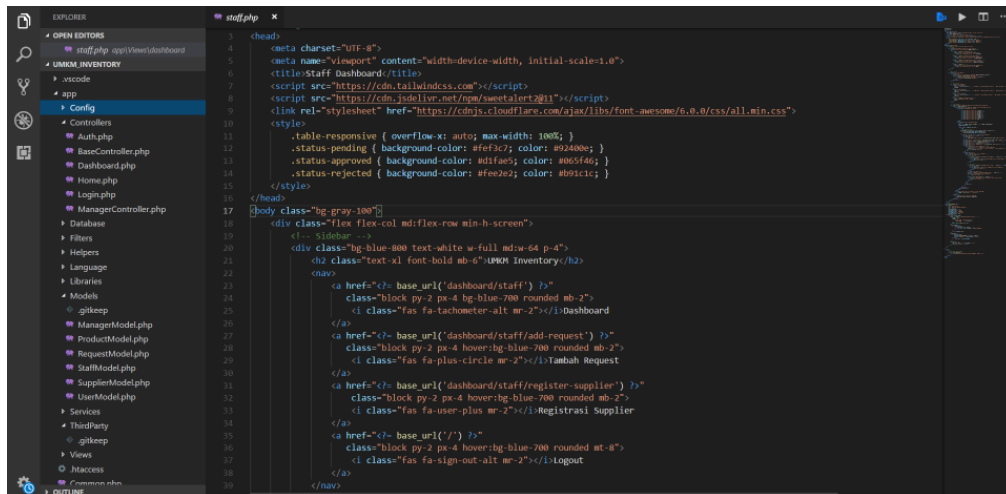 EXPLORER
OPEN EDITORS
staff.php app\Views\dashboard
UMKM_INVENTORY
.vscode
app
Config
Controllers
Auth.php
BaseController.php
Dashboard.php
Home.php
Login.php
ManagerController.php
Database
Filters
Helpers
Language
Libraries
Models
.gitkeep
ManagerModel.php
ProductModel.php
RequestModel.php
StaffModel.php
SupplierModel.php
UserModel.php
Services
ThirdParty
.gitkeep
Views
.htaccess
Common.php
OUTLINE
staff.php ×
3 <head>
4 <meta charset="UTF-8">
5 <meta name="viewport" content="width=device-width, initial-scale=1.0">
6 <title>Staff Dashboard</title>
7 <script src="https://cdn.tailwindcss.com"></script>
8 <script src="https://cdn.jsdelivr.net/npm/sweetalert2@11"></script>
9 <link rel="stylesheet" href="https://cdnjs.cloudflare.com/ajax/libs/font-awesome/6.0.0/css/all.min.css">
10 <style>
11 .table-responsive { overflow-x: auto; max-width: 100%; }
12 .status-pending { background-color: #fef3c7; color: #92400e; }
13 .status-approved { background-color: #d1fae5; color: #065f46; }
14 .status-rejected { background-color: #fee2e2; color: #b91c1c; }
15 </style>
16 </head>
17 <body class="bg-gray-100">
18 <div class="flex flex-col md:flex-row min-h-screen">
19 <!-- Sidebar -->
20 <div class="bg-blue-800 text-white w-full md:w-64 p-4">
21 <h2 class="text-xl font-bold mb-6">UMKM Inventory</h2>
22 <nav>
23 <a href="<?= base_url('dashboard/staff') ?>"
24 class="block py-2 px-4 bg-blue-700 rounded mb-2">
25 <i class="fas fa-tachometer-alt mr-2"></i>Dashboard
26 </a>
27 <a href="<?= base_url('dashboard/staff/add-request') ?>"
28 class="block py-2 px-4 hover:bg-blue-700 rounded mb-2">
29 <i class="fas fa-plus-circle mr-2"></i>Tambah Request
30 </a>
31 <a href="<?= base_url('dashboard/staff/register-supplier') ?>"
32 class="block py-2 px-4 hover:bg-blue-700 rounded mb-2">
33 <i class="fas fa-user-plus mr-2"></i>Registrasi Supplier
34 </a>
35 <a href="<?= base_url('/') ?>"
36 class="block py-2 px-4 hover:bg-blue-700 rounded mt-8">
37 <i class="fas fa-sign-out-alt mr-2"></i>Logout
38 </a>
39 </nav>